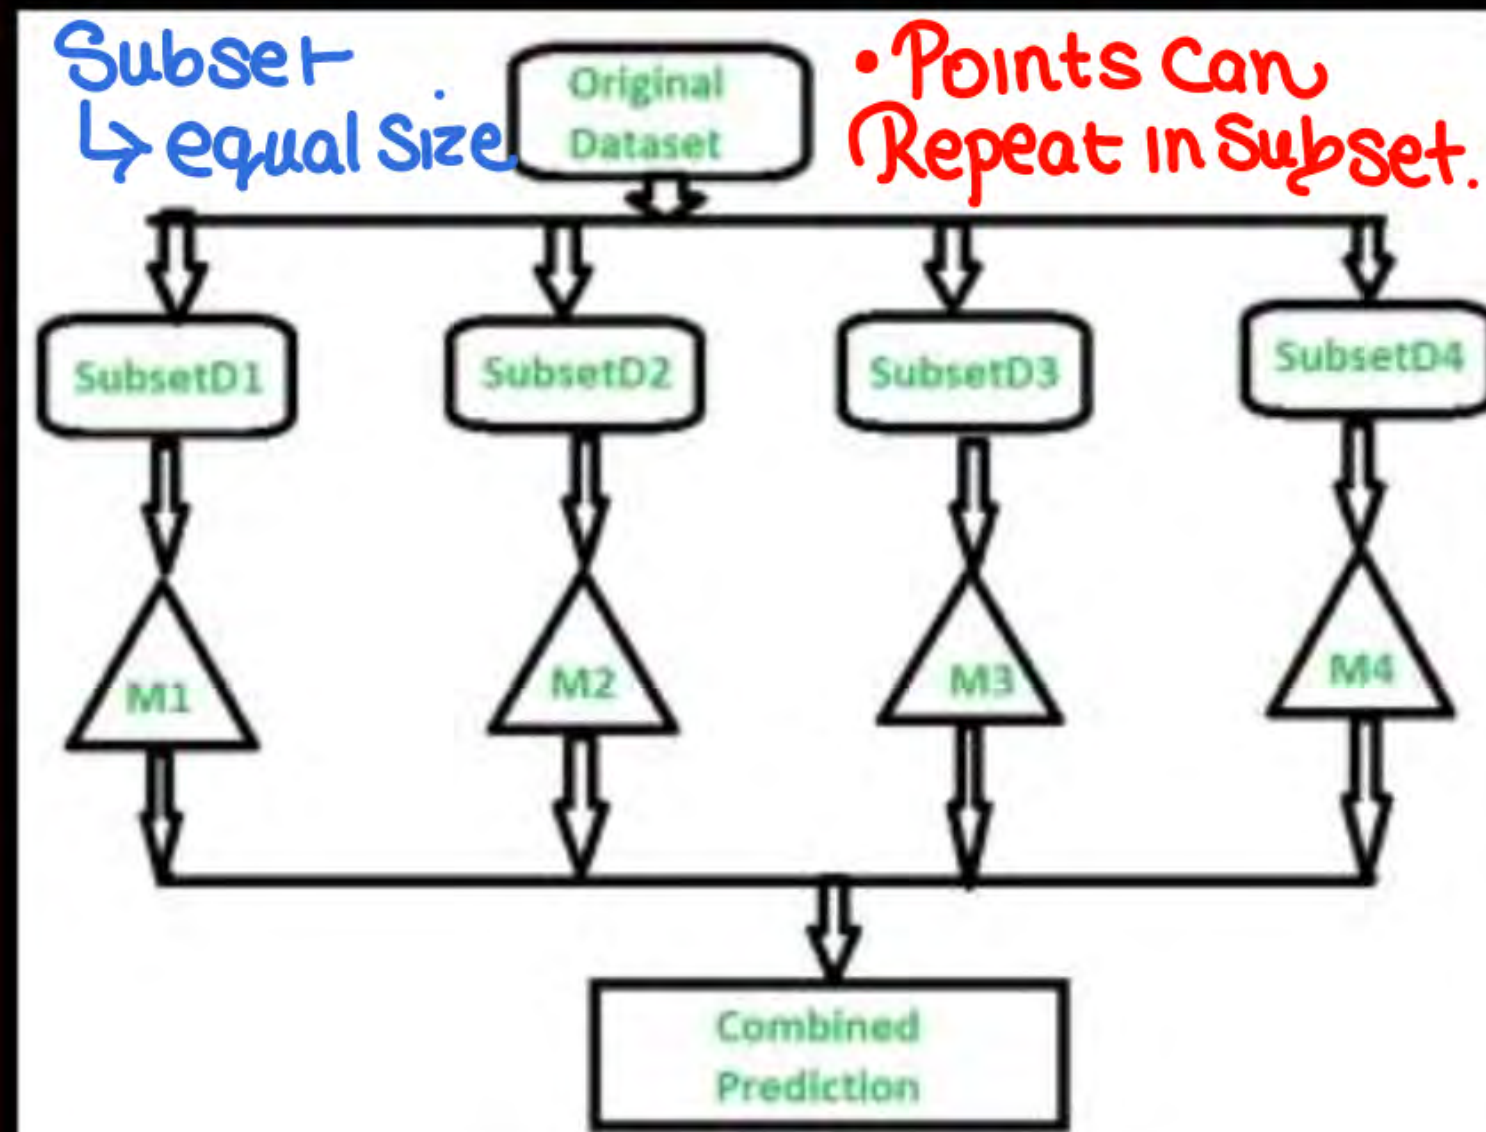 Subset
↳ equal Size
Original
Dataset
• Points Can
Repeat in Subset.
SubsetD1
SubsetD2
SubsetD3
SubsetD4
M1
M2
M3
M4
Combined
Prediction